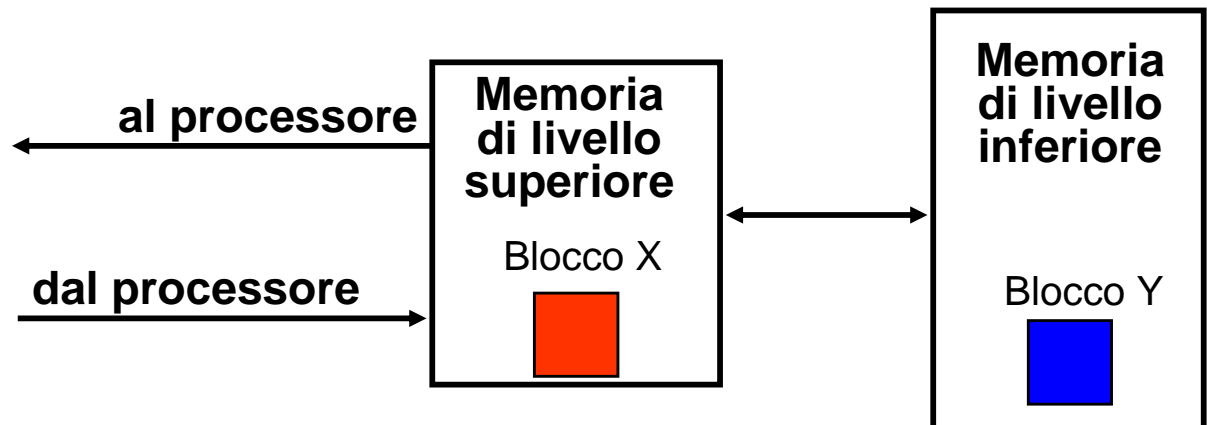 al processore
dal processore
Memoria
di livello
superiore
Blocco X
Memoria
di livello
inferiore
Blocco Y